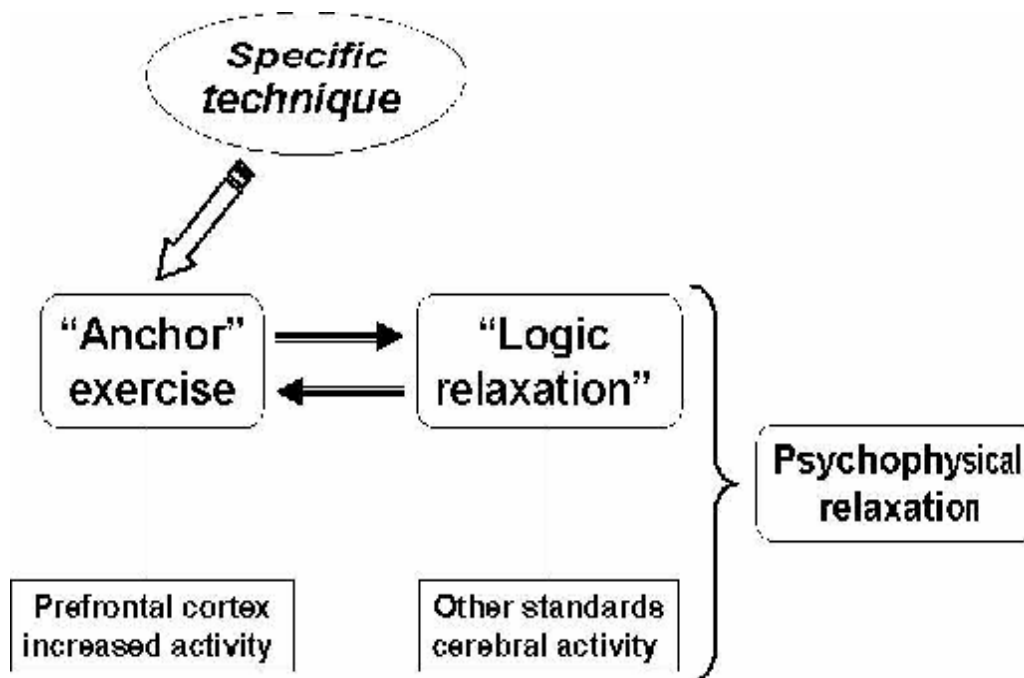 Specific
technique
“Anchor”
exercise
“Logic
relaxation”
Psychophysical
relaxation
Prefrontal cortex
increased activity
Other standards
cerebral activity